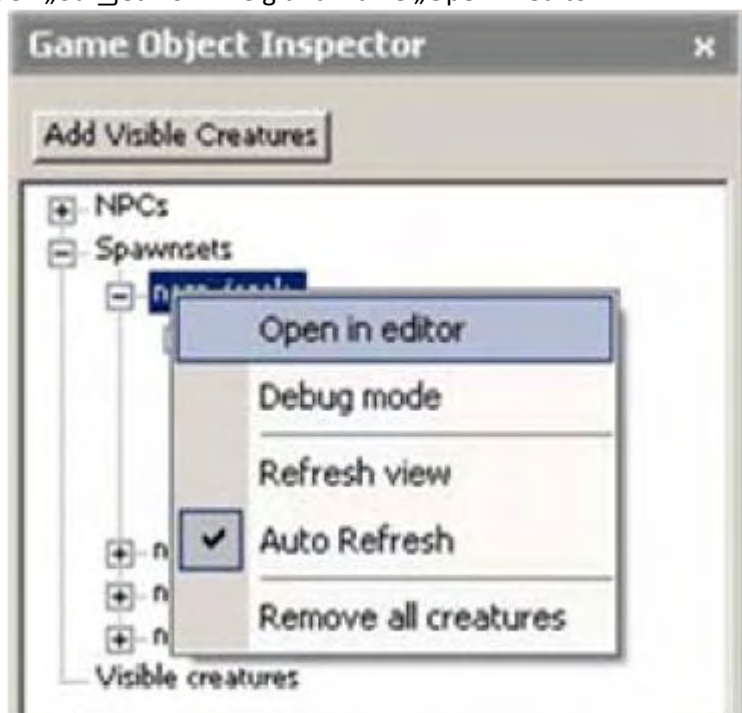 Game Object Inspector
Add Visible Creatures
NPCs
Spawnsets
Open in editor
Debug mode
Refresh view
Auto Refresh
Remove all creatures
Visible creatures